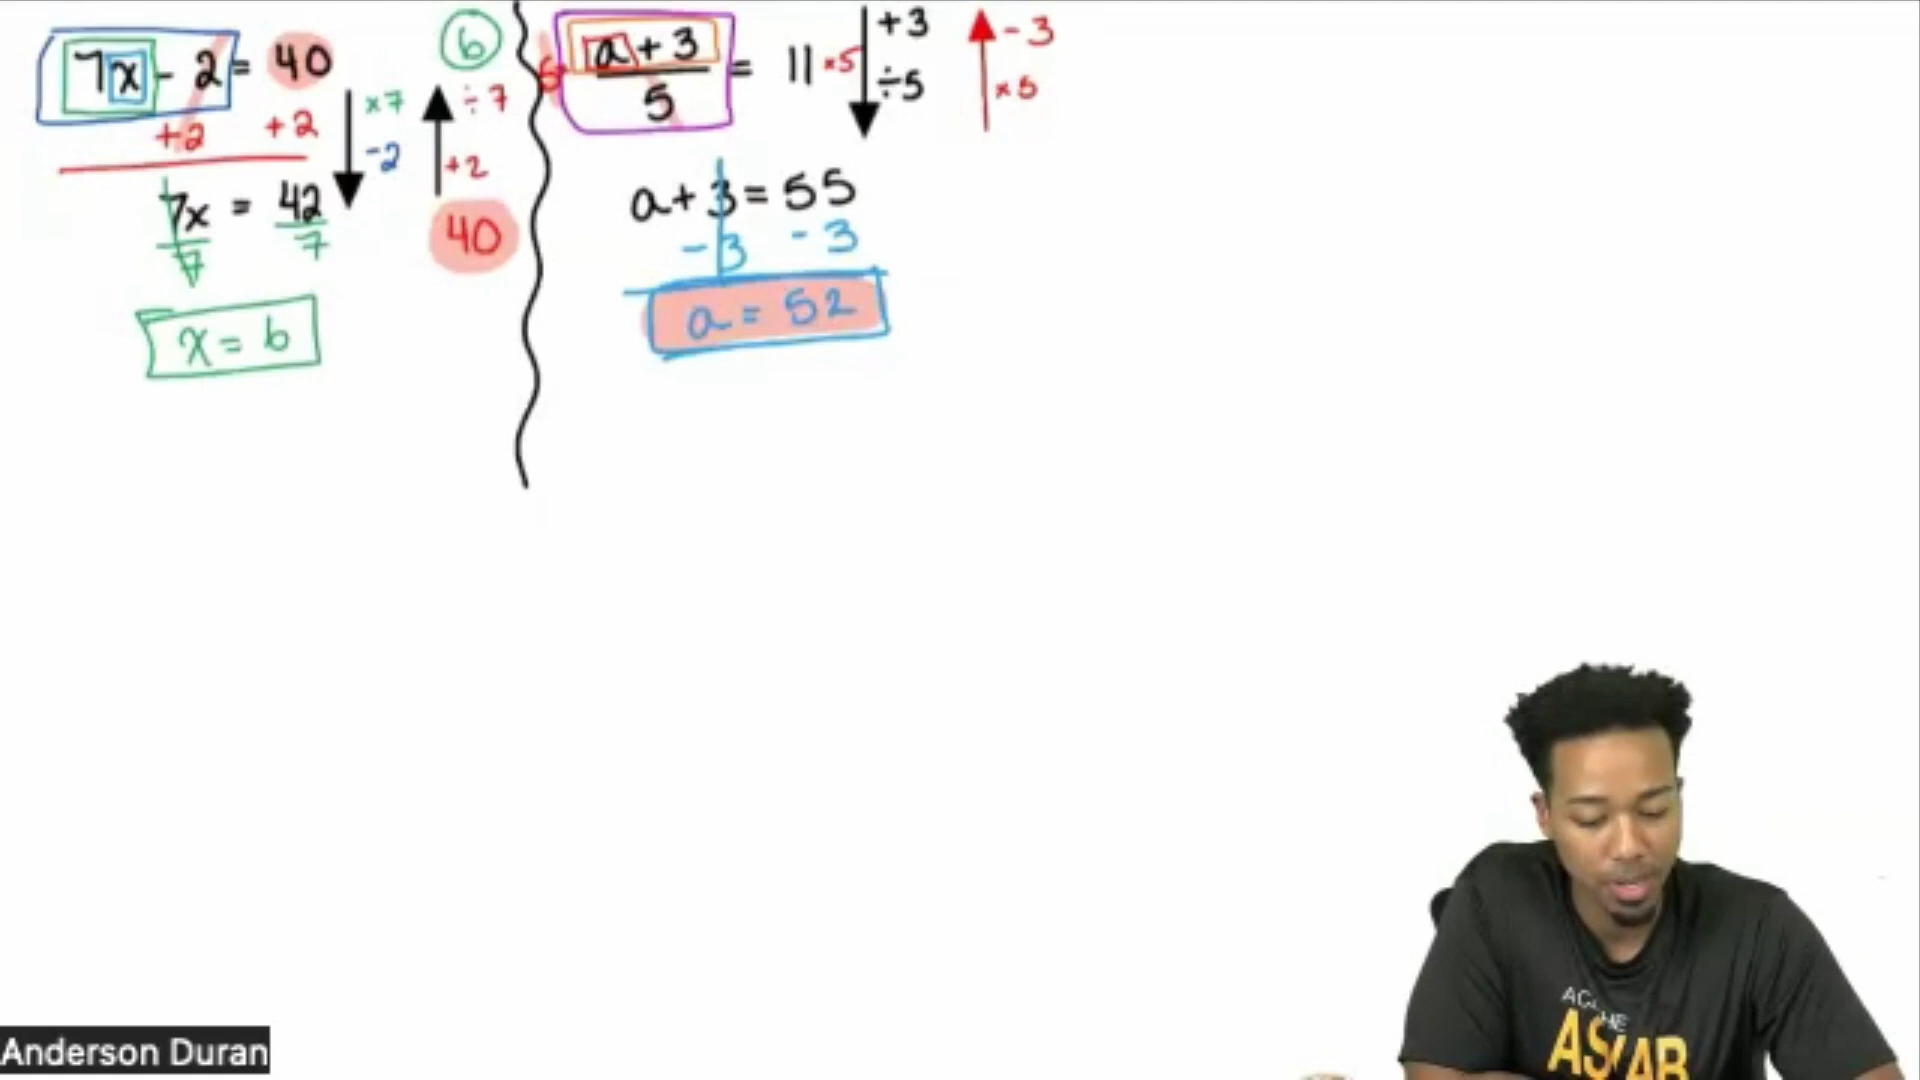 7x - 2 = 40
+2 +2
7x = 42
7 7
x = 6
×7
-2
6
÷7
+2
40
5· a + 3 = 11 ×5
5
+3
÷5
-3
×5
a + 3 = 55
-3 -3
a = 52
Anderson Duran